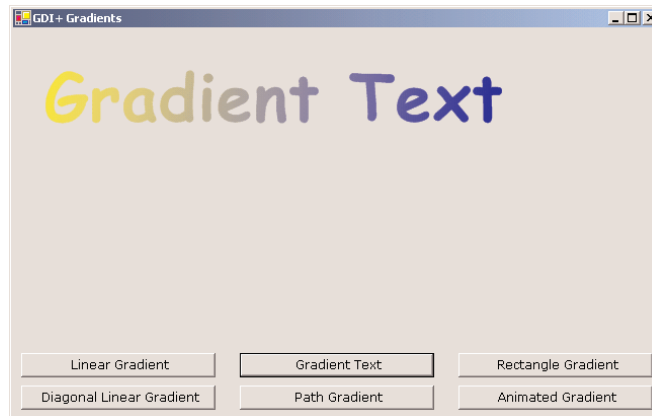 GDI+ Gradients
Gradient Text
Linear Gradient
Gradient Text
Rectangle Gradient
Diagonal Linear Gradient
Path Gradient
Animated Gradient